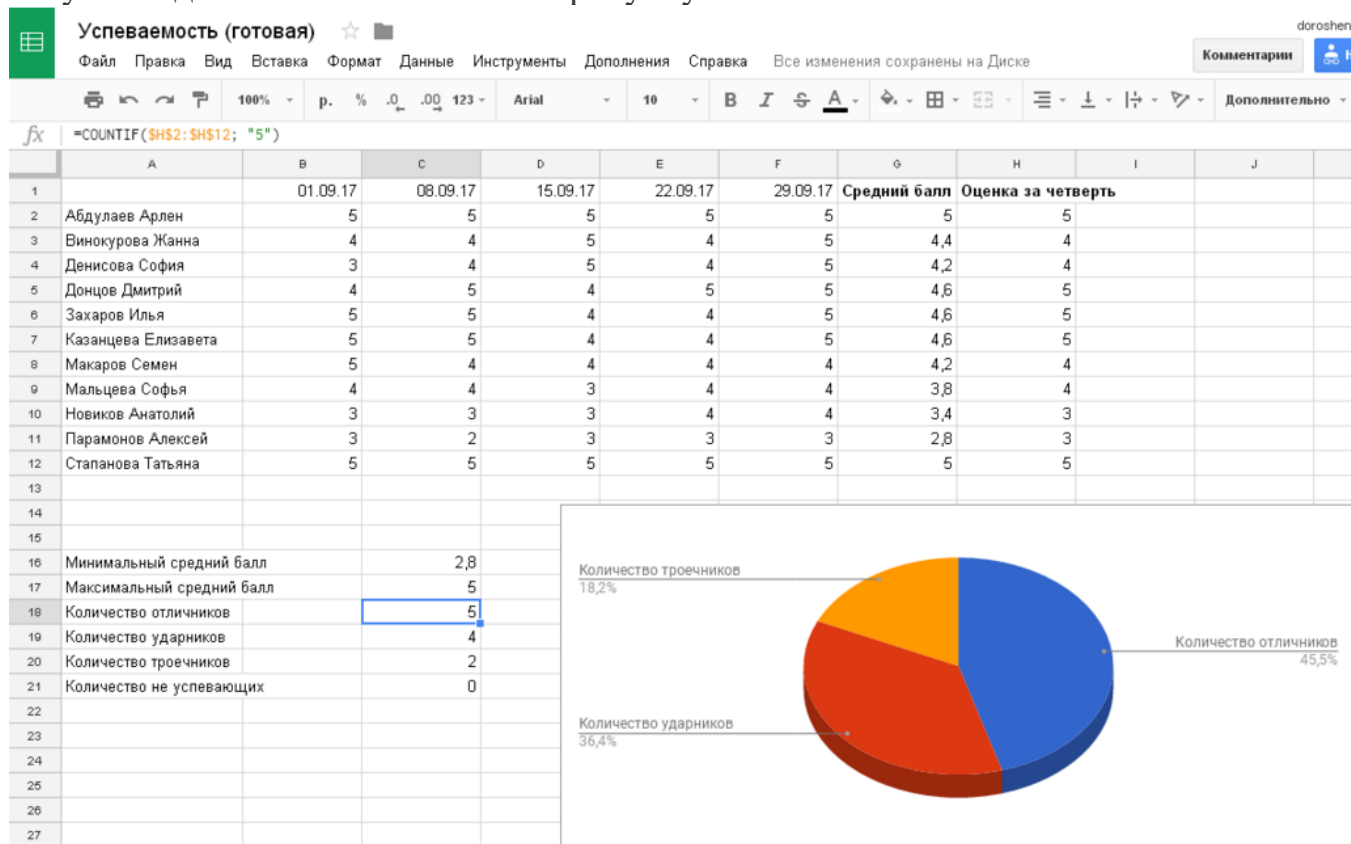 Успеваемость (готовая)
doroshen
Файл Правка Вид Вставка Формат Данные Инструменты Дополнения Справка Все изменения сохранены на Диске
Комментарии
100% р. % .0 .00 123 Arial 10 B I S A Дополнительно
fx =COUNTIF($H$2:$H$12; "5")
A B C D E F G H I J
1 01.09.17 08.09.17 15.09.17 22.09.17 29.09.17 Средний балл Оценка за четверть
2 Абдулаев Арлен 5 5 5 5 5 5 5
3 Винокурова Жанна 4 4 5 4 5 4,4 4
4 Денисова София 3 4 5 4 5 4,2 4
5 Донцов Дмитрий 4 5 4 5 5 4,6 5
6 Захаров Илья 5 5 4 4 5 4,6 5
7 Казанцева Елизавета 5 5 4 4 5 4,6 5
8 Макаров Семен 5 4 4 4 4 4,2 4
9 Мальцева Софья 4 4 3 4 4 3,8 4
10 Новиков Анатолий 3 3 3 4 4 3,4 3
11 Парамонов Алексей 3 2 3 3 3 2,8 3
12 Стапанова Татьяна 5 5 5 5 5 5 5
13
14
15
16 Минимальный средний балл 2,8
17 Максимальный средний балл 5
18 Количество отличников 5
19 Количество ударников 4
20 Количество троечников 2
21 Количество не успевающих 0
22
23
24
25
26
27
Количество троечников
18,2%
Количество отличников
45,5%
Количество ударников
36,4%